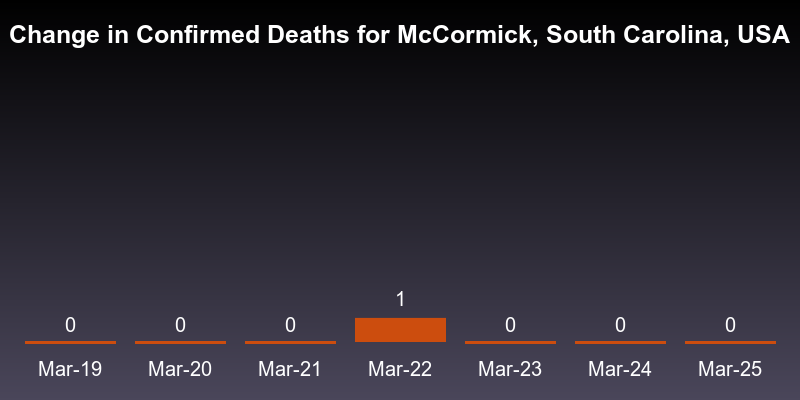 Change in Confirmed Deaths for McCormick, South Carolina, USA
1
0 0 0 0 0 0
Mar-19 Mar-20 Mar-21 Mar-22 Mar-23 Mar-24 Mar-25